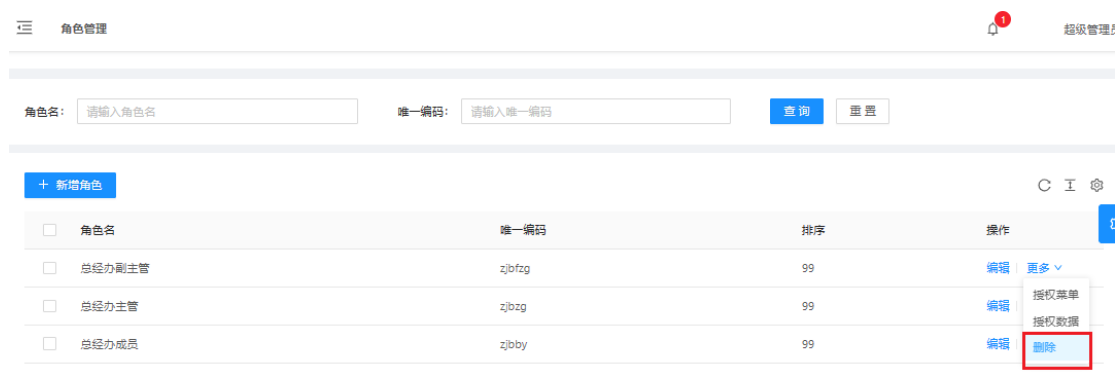 角色管理
1
超级管理员
角色名： 请输入角色名 唯一编码： 请输入唯一编码 查 询 重 置
+ 新增角色
角色名 唯一编码 排序 操作
总经办副主管 zjbfzg 99 编辑 更多
授权菜单
总经办主管 zjbzg 99 编辑
授权数据
总经办成员 zjbby 99 编辑
删除